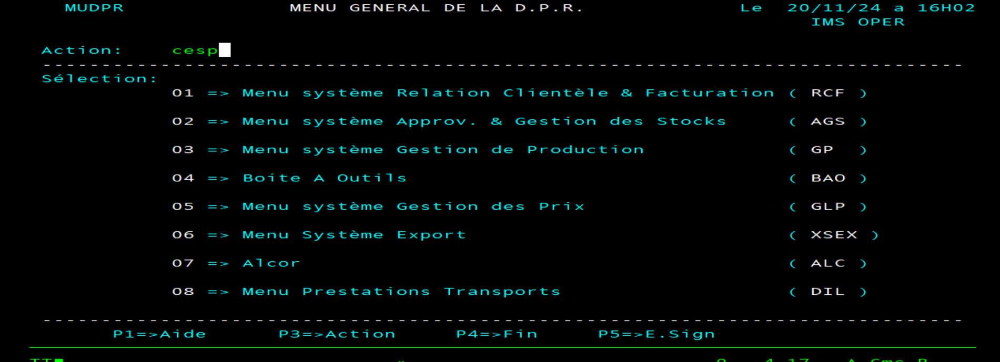 MUDPR MENU GENERAL DE LA D.P.R. Le 20/11/24 a 16H02
IMS OPER
Action: cesp
Sélection:
01 => Menu système Relation Clientèle & Facturation ( RCF )
02 => Menu système Approv. & Gestion des Stocks ( AGS )
03 => Menu système Gestion de Production ( GP )
04 => Boite A Outils ( BAO )
05 => Menu système Gestion des Prix ( GLP )
06 => Menu Système Export ( XSEX )
07 => Alcor ( ALC )
08 => Menu Prestations Transports ( DIL )
P1=>Aide P3=>Action P4=>Fin P5=>E.Sign